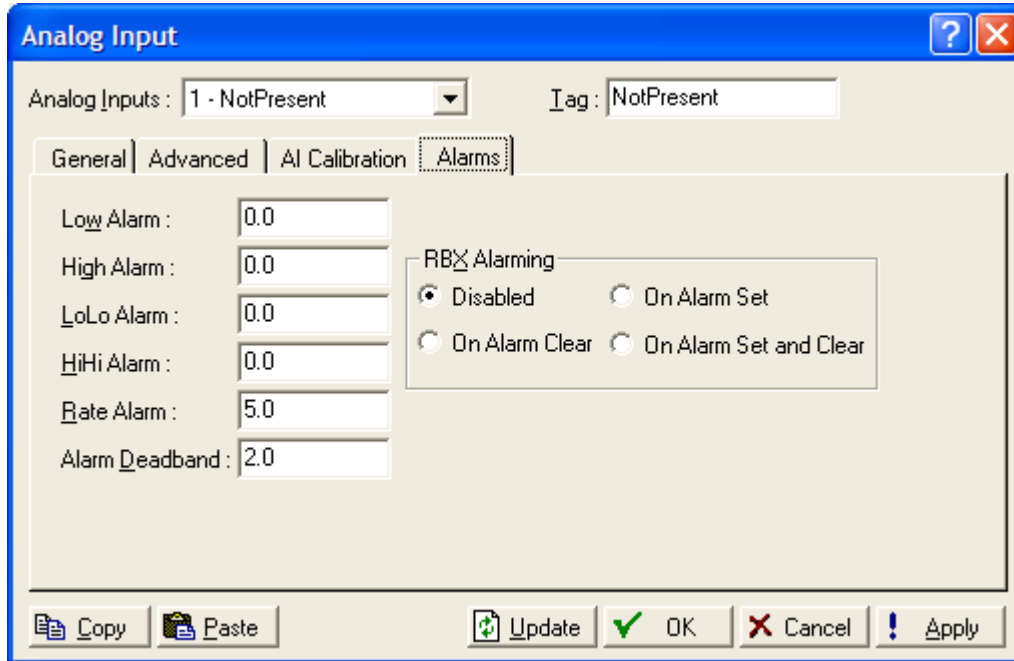 Analog Input
Analog Inputs : 1 - NotPresent Tag : NotPresent
General Advanced AI Calibration Alarms
Low Alarm : 0.0
High Alarm : 0.0
LoLo Alarm : 0.0
HiHi Alarm : 0.0
Rate Alarm : 5.0
Alarm Deadband : 2.0
RBX Alarming
Disabled On Alarm Set
On Alarm Clear On Alarm Set and Clear
Copy Paste Update OK Cancel Apply